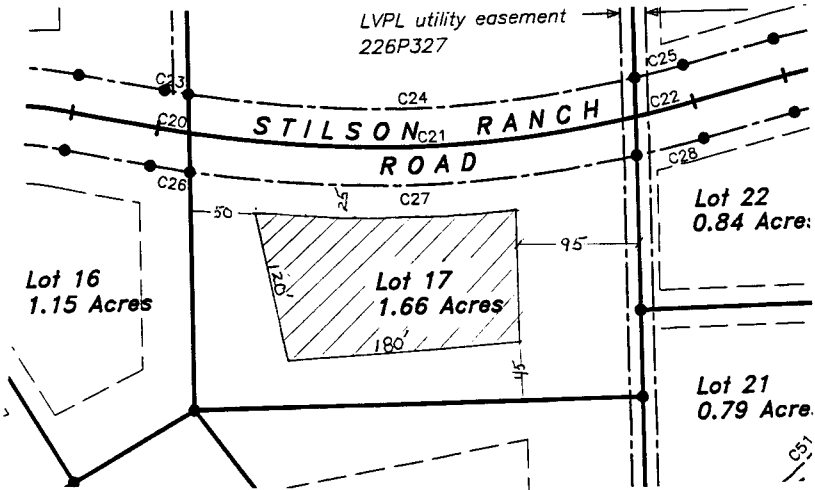 LVPL utility easement
226P327
C23
C24
C25
C20
STILSON RANCH
C21
C22
ROAD
C26
C27
C28
25
50
95
Lot 22
0.84 Acres
Lot 16
1.15 Acres
120'
Lot 17
1.66 Acres
180'
45
Lot 21
0.79 Acre
C51